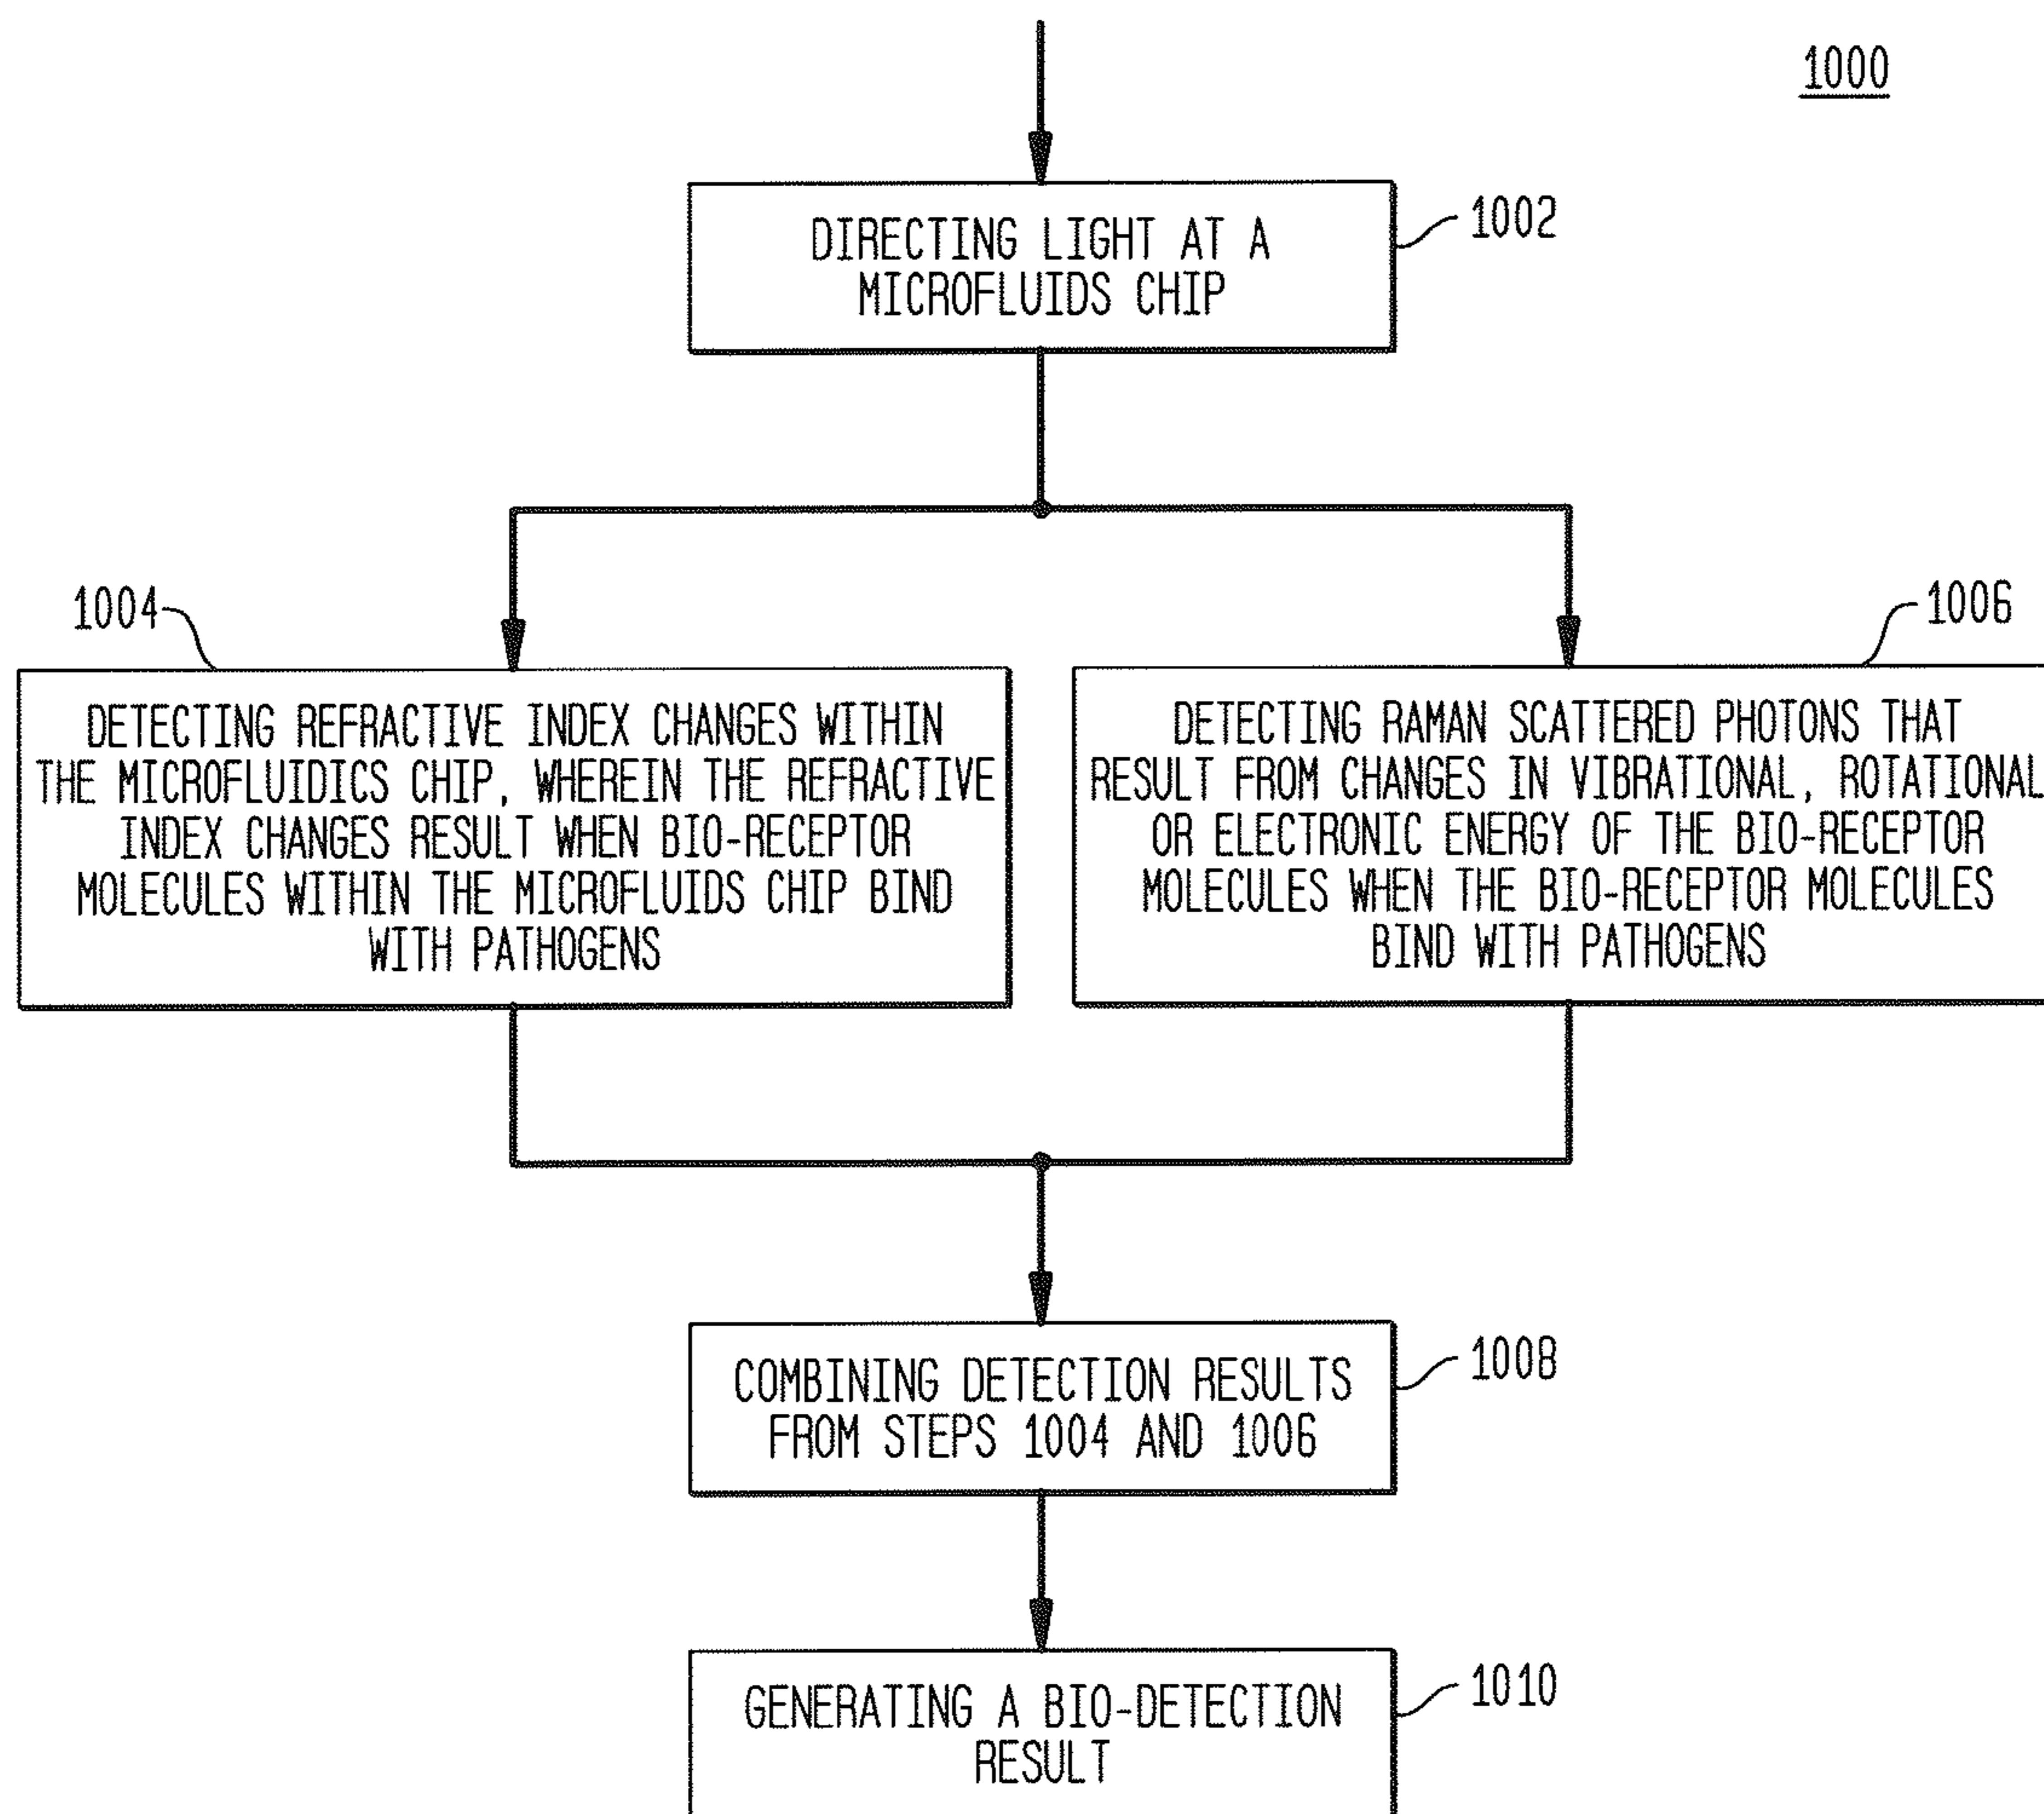 1000
DIRECTING LIGHT AT A
MICROFLUIDS CHIP
1002
1004
DETECTING REFRACTIVE INDEX CHANGES WITHIN
THE MICROFLUIDICS CHIP, WHEREIN THE REFRACTIVE
INDEX CHANGES RESULT WHEN BIO-RECEPTOR
MOLECULES WITHIN THE MICROFLUIDS CHIP BIND
WITH PATHOGENS
1006
DETECTING RAMAN SCATTERED PHOTONS THAT
RESULT FROM CHANGES IN VIBRATIONAL, ROTATIONAL
OR ELECTRONIC ENERGY OF THE BIO-RECEPTOR
MOLECULES WHEN THE BIO-RECEPTOR MOLECULES
BIND WITH PATHOGENS
COMBINING DETECTION RESULTS
FROM STEPS 1004 AND 1006
1008
GENERATING A BIO-DETECTION
RESULT
1010